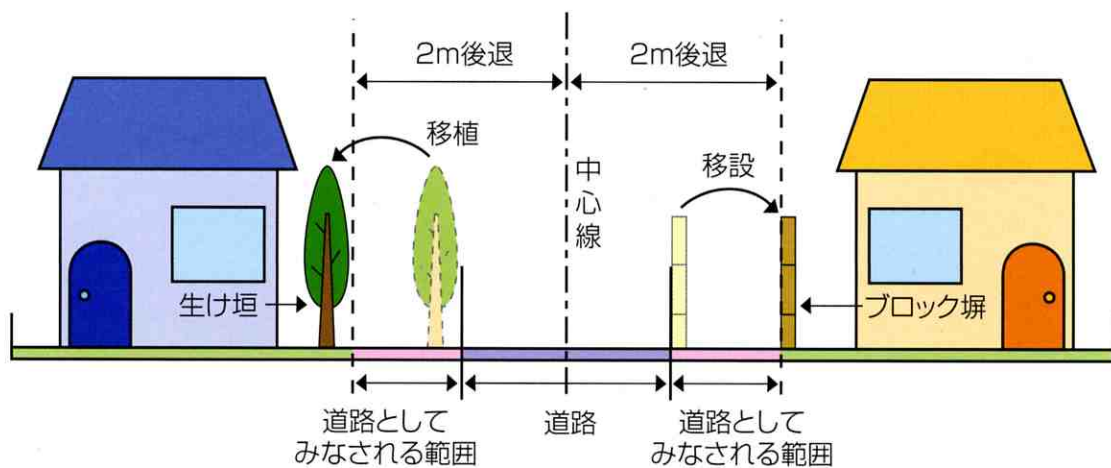 2m後退
2m後退
移植
中心線
移設
生け垣
ブロック塀
道路として
みなされる範囲
道路
道路として
みなされる範囲